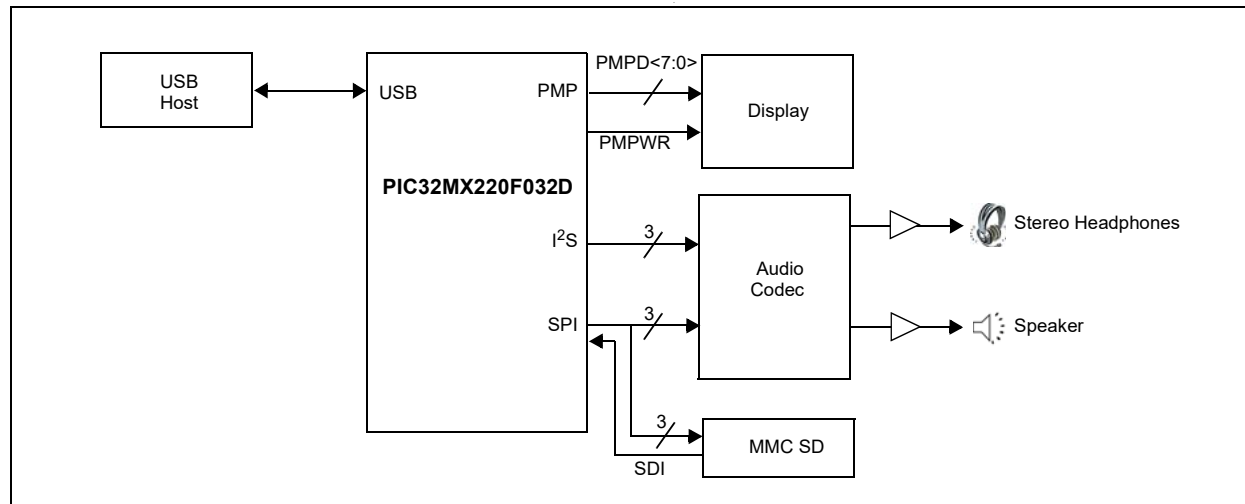 USB
Host
USB
PMP
PMPD<7:0>
PMPWR
Display
PIC32MX220F032D
I²S
3
Audio
Codec
Stereo Headphones
SPI
3
Speaker
3
SDI
MMC SD